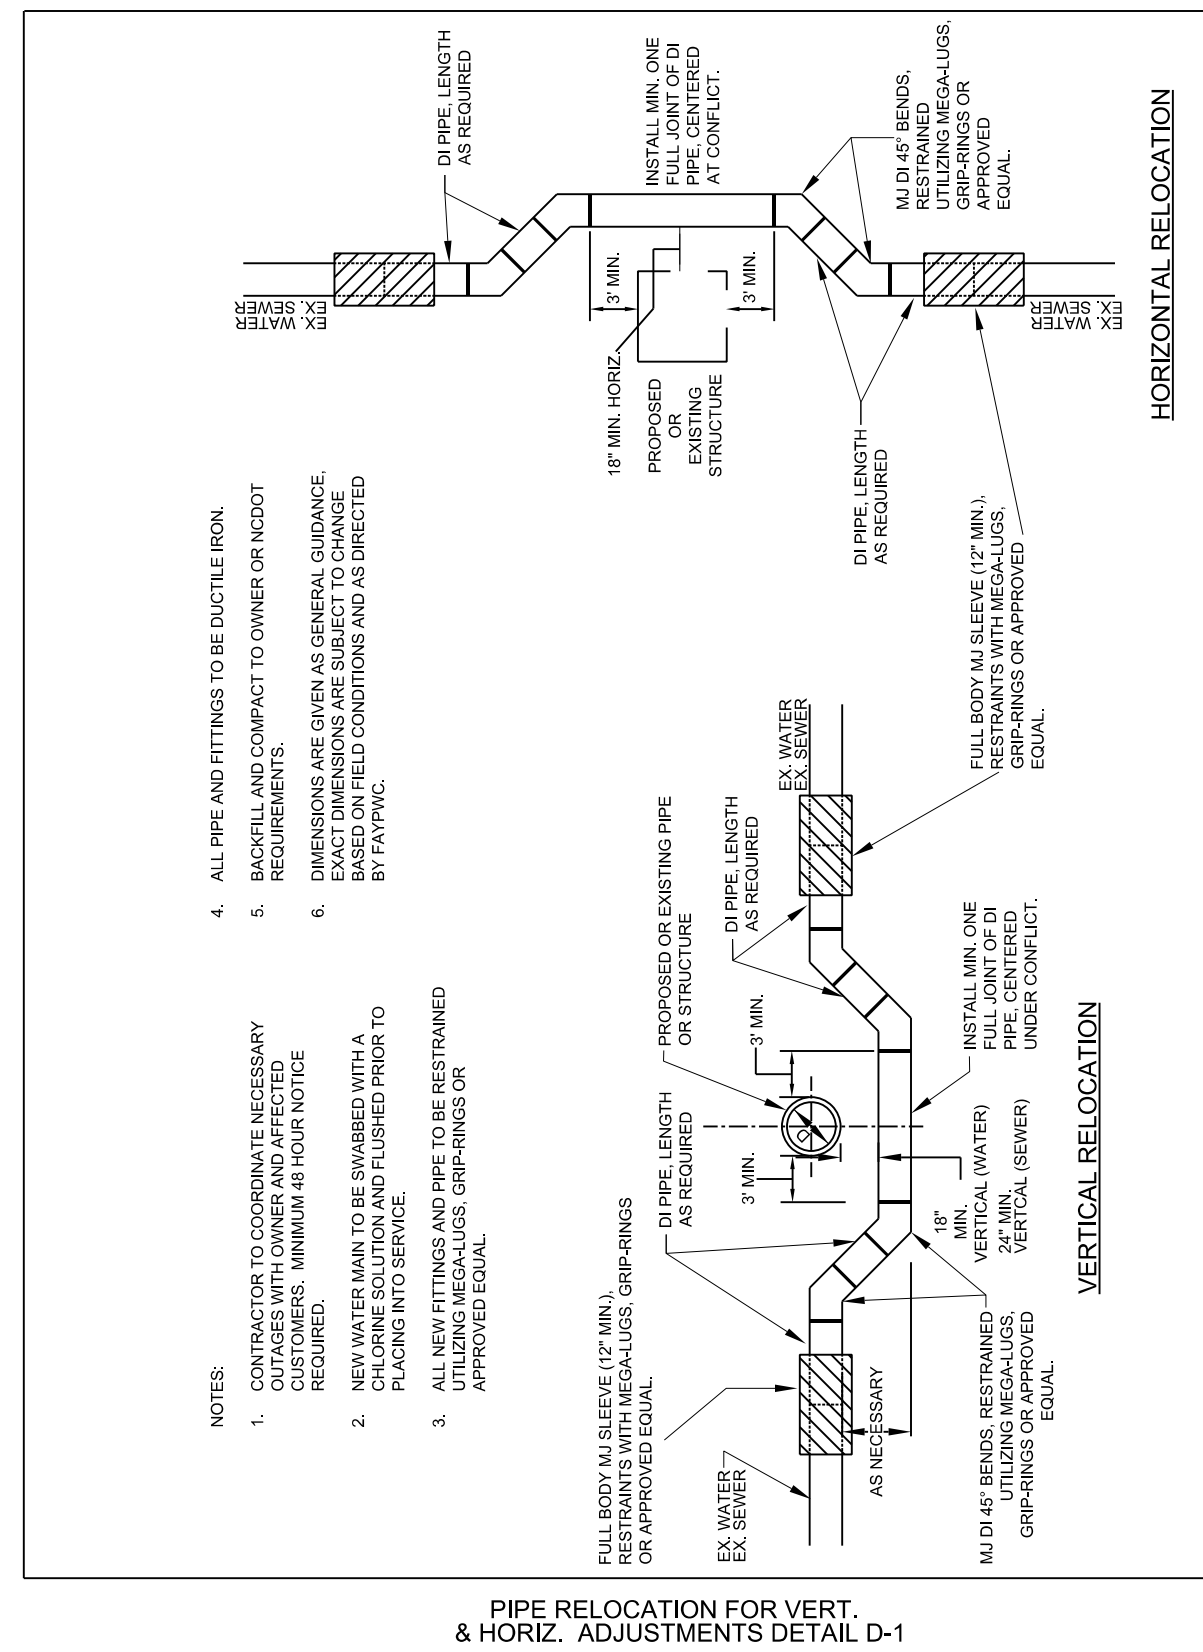 NOTES:
1. CONTRACTOR TO COORDINATE NECESSARY
OUTAGES WITH OWNER AND AFFECTED
CUSTOMERS. MINIMUM 48 HOUR NOTICE
REQUIRED.
2. NEW WATER MAIN TO BE SWABBED WITH A
CHLORINE SOLUTION AND FLUSHED PRIOR TO
PLACING INTO SERVICE.
3. ALL NEW FITTINGS AND PIPE TO BE RESTRAINED
UTILIZING MEGA-LUGS, GRIP-RINGS OR
APPROVED EQUAL.
4. ALL PIPE AND FITTINGS TO BE DUCTILE IRON.
5. BACKFILL AND COMPACT TO OWNER OR NCDOT
REQUIREMENTS.
6. DIMENSIONS ARE GIVEN AS GENERAL GUIDANCE,
EXACT DIMENSIONS ARE SUBJECT TO CHANGE
BASED ON FIELD CONDITIONS AND AS DIRECTED
BY FAYPWC.
FULL BODY MJ SLEEVE (12" MIN.),
RESTRAINTS WITH MEGA-LUGS, GRIP-RINGS
OR APPROVED EQUAL.
DI PIPE, LENGTH
AS REQUIRED
PROPOSED OR EXISTING PIPE
OR STRUCTURE
DI PIPE, LENGTH
AS REQUIRED
EX. WATER
EX. SEWER
3' MIN.
3' MIN.
D
EX. WATER
EX. SEWER
AS NECESSARY
18"
MIN.
VERTICAL (WATER)
24" MIN.
VERTCAL (SEWER)
MJ DI 45° BENDS, RESTRAINED
UTILIZING MEGA-LUGS,
GRIP-RINGS OR APPROVED
EQUAL.
INSTALL MIN. ONE
FULL JOINT OF DI
PIPE, CENTERED
UNDER CONFLICT.
FULL BODY MJ SLEEVE (12" MIN.),
RESTRAINTS WITH MEGA-LUGS,
GRIP-RINGS OR APPROVED
EQUAL.
VERTICAL RELOCATION
EX. WATER
EX. SEWER
DI PIPE, LENGTH
AS REQUIRED
INSTALL MIN. ONE
FULL JOINT OF DI
PIPE, CENTERED
AT CONFLICT.
3' MIN.
3' MIN.
18" MIN. HORIZ.
PROPOSED
OR
EXISTING
STRUCTURE
MJ DI 45° BENDS,
RESTRAINED
UTILIZING MEGA-LUGS,
GRIP-RINGS OR
APPROVED
EQUAL.
DI PIPE, LENGTH
AS REQUIRED
EX. WATER
EX. SEWER
HORIZONTAL RELOCATION
PIPE RELOCATION FOR VERT.
& HORIZ. ADJUSTMENTS DETAIL D-1